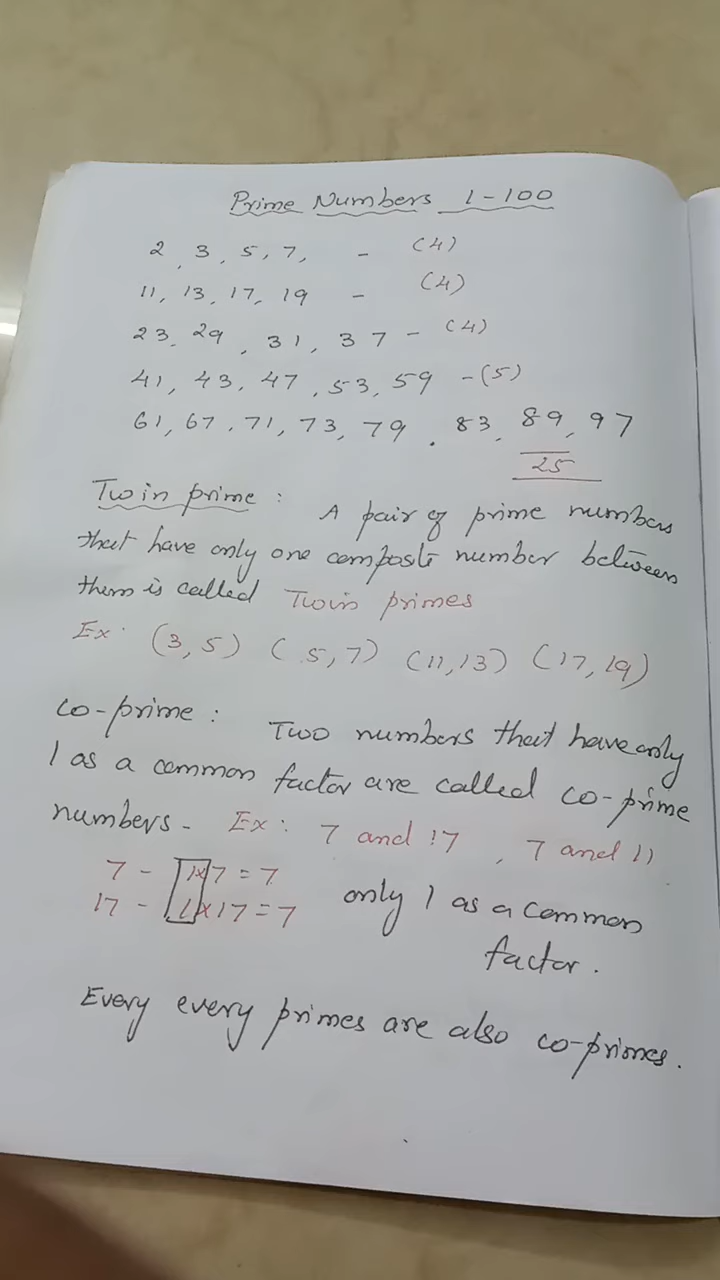 Prime Numbers 1-100
2, 3, 5, 7, - (4)
11, 13, 17, 19 - (4)
23, 29, 31, 37 - (4)
41, 43, 47, 53, 59 - (5)
61, 67, 71, 73, 79, 83, 89, 97
25
Twin prime: A pair of prime numbers
that have only one composite number between
them is called Twin primes
Ex: (3,5) (5,7) (11,13) (17,19)
co-prime: Two numbers that have only
1 as a common factor are called co-prime
numbers- Ex: 7 and 17, 7 and 11
7 - 1x7=7
17 - 1x17=7 only 1 as a common
factor.
Every every primes are also co-primes.